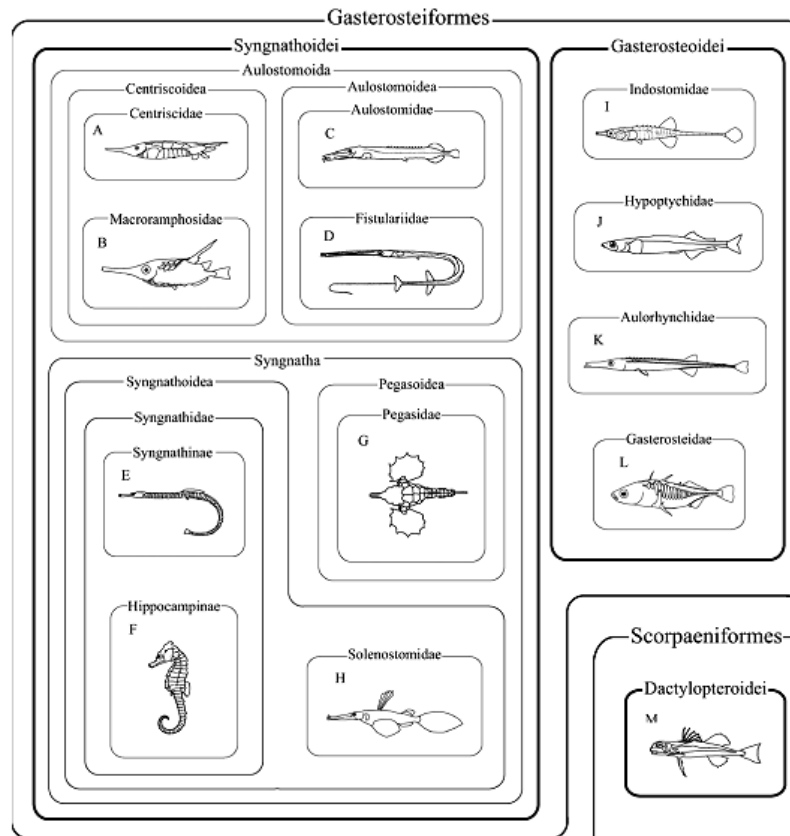 Gasterosteiformes
Syngnathoidei
Aulostomoida
Centriscoidea
Centriscidae
A
Macroramphosidae
B
Aulostomoidea
Aulostomidae
C
Fistulariidae
D
Syngnatha
Syngnathoidea
Syngnathidae
Syngnathinae
E
Hippocampinae
F
Pegasoidea
Pegasidae
G
Solenostomidae
H
Gasterosteoidei
Indostomidae
I
Hypoptychidae
J
Aulorhynchidae
K
Gasterosteidae
L
Scorpaeniformes
Dactylopteroidei
M